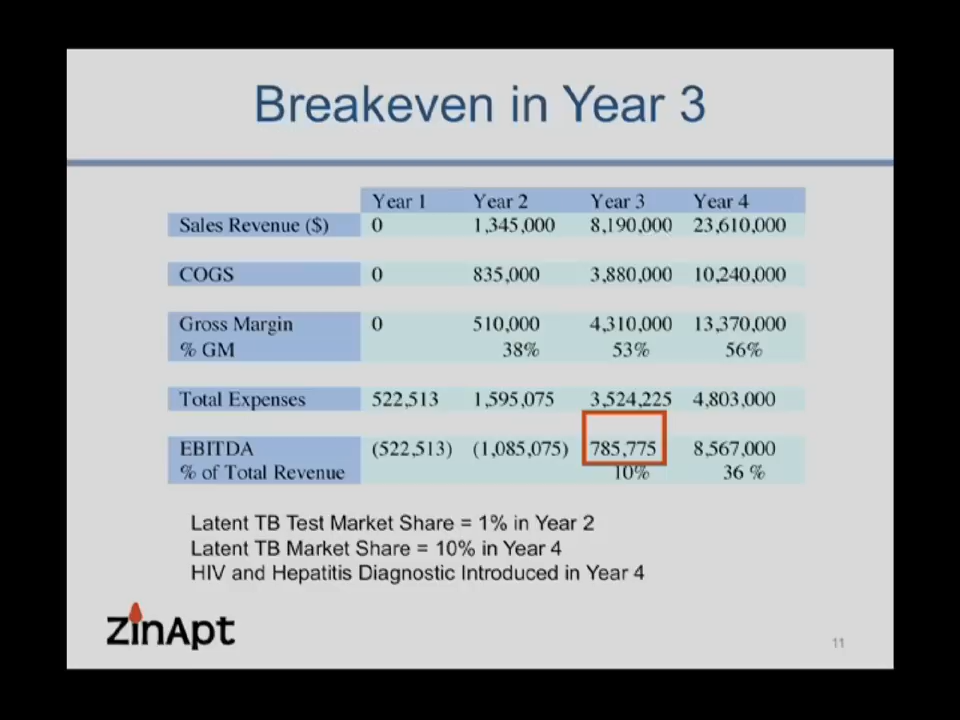 Breakeven in Year 3
Year 1 Year 2 Year 3 Year 4
Sales Revenue ($) 0 1,345,000 8,190,000 23,610,000
COGS 0 835,000 3,880,000 10,240,000
Gross Margin 0 510,000 4,310,000 13,370,000
% GM 38% 53% 56%
Total Expenses 522,513 1,595,075 3,524,225 4,803,000
EBITDA (522,513) (1,085,075) 785,775 8,567,000
% of Total Revenue 10% 36 %
Latent TB Test Market Share = 1% in Year 2
Latent TB Market Share = 10% in Year 4
HIV and Hepatitis Diagnostic Introduced in Year 4
ZinApt
11